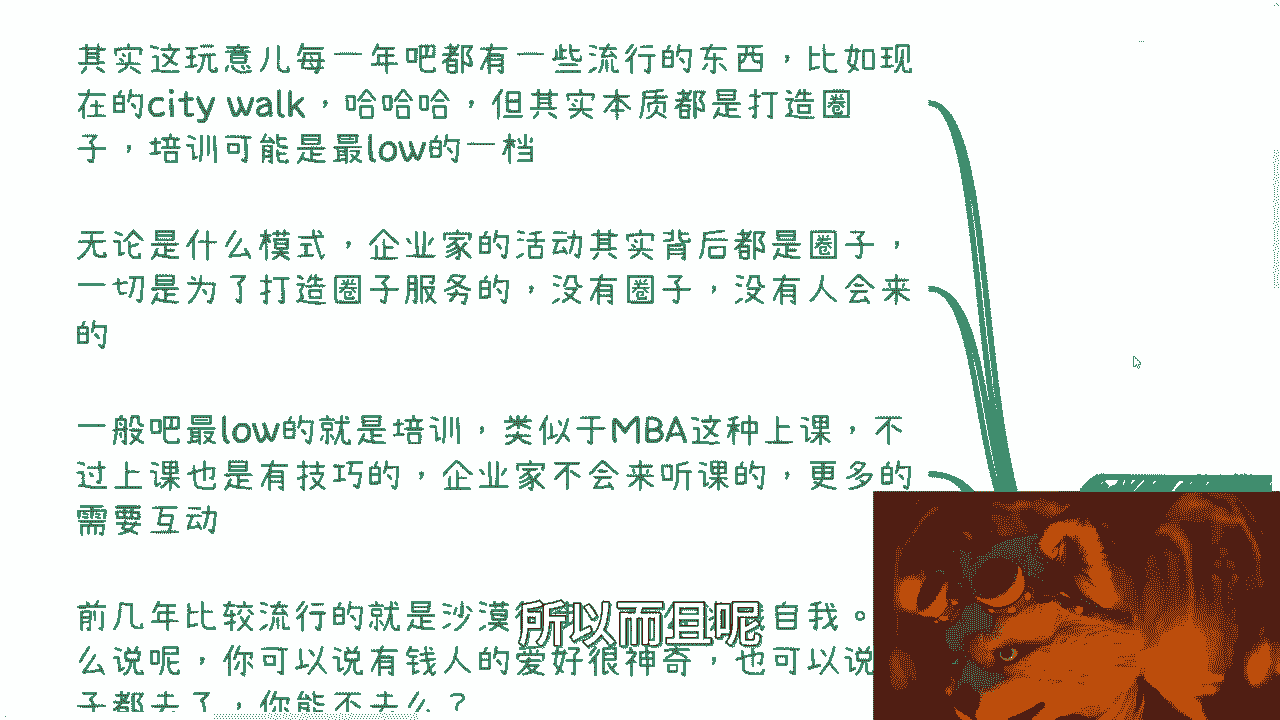 其实这玩意儿每一年吧都有一些流行的东西，比如现
在的city walk，哈哈哈，但其实本质都是打造圈
子，培训可能是最low的一档
无论是什么模式，企业家的活动其实背后都是圈子，
一切是为了打造圈子服务的，没有圈子，没有人会来
的
一般吧最low的就是培训，类似于MBA这种上课，不
过上课也是有技巧的，企业家不会来听课的，更多的
需要互动
前几年比较流行的就是沙漠 自我。
所以而且呢
么说呢，你可以说有钱人的爱好很神奇，也可以说
子都去了，你能不去么？